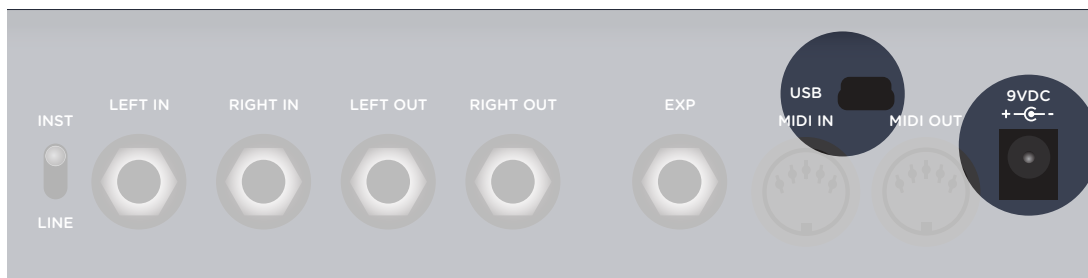 LEFT IN
RIGHT IN
LEFT OUT
RIGHT OUT
EXP
USB
9VDC
+ -
INST
MIDI IN
MIDI OUT
LINE